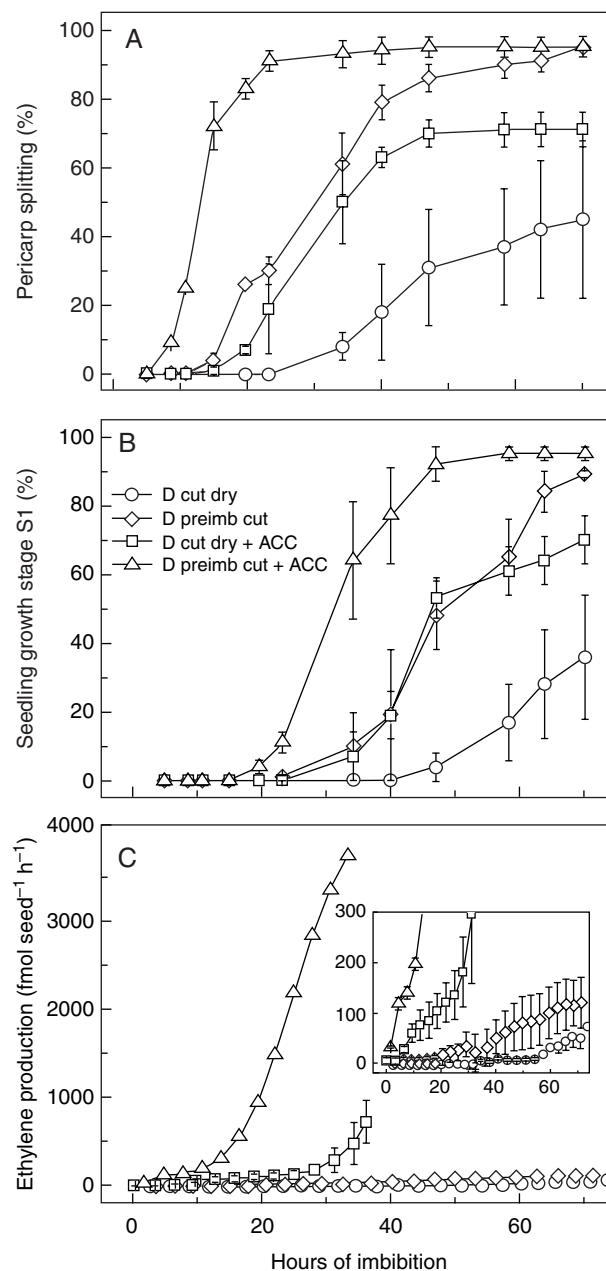 A
Pericarp splitting (%)
100
80
60
40
20
0
B
Seedling growth stage S1 (%)
100
80
60
40
20
0
D cut dry
D preimb cut
D cut dry + ACC
D preimb cut + ACC
C
Ethylene production (fmol seed⁻¹ h⁻¹)
4000
3000
2000
1000
0
300
200
100
0
0 20 40 60
0 20 40 60
Hours of imbibition